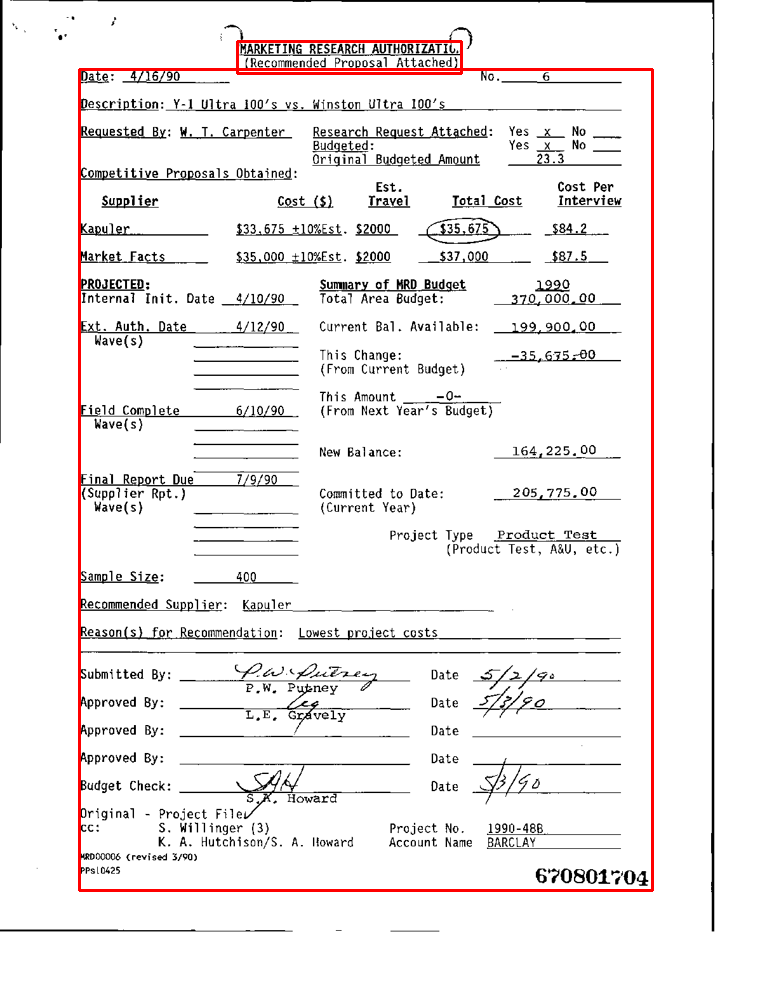 MARKETING RESEARCH AUTHORIZATIO
(Recommended Proposal Attached)
Date: 4/16/90 No. 6
Description: Y-1 Ultra 100's vs. Winston Ultra 100's
Requested By: W. T. Carpenter Research Request Attached: Yes x No
Budgeted: Yes x No
Original Budgeted Amount 23.3
Competitive Proposals Obtained:
Est. Cost Per
Supplier Cost ($) Travel Total Cost Interview
Kapuler $33,675 ±10%Est. $2000 $35,675 $84.2
Market Facts $35,000 ±10%Est. $2000 $37,000 $87.5
PROJECTED: Summary of MRD Budget 1990
Internal Init. Date 4/10/90 Total Area Budget: 370,000.00
Ext. Auth. Date 4/12/90 Current Bal. Available: 199,900.00
Wave(s)
This Change: -35,675.00
(From Current Budget)
This Amount -0-
Field Complete 6/10/90 (From Next Year's Budget)
Wave(s)
New Balance: 164,225.00
Final Report Due 7/9/90
(Supplier Rpt.) Committed to Date: 205,775.00
Wave(s) (Current Year)
Project Type Product Test
(Product Test, A&U, etc.)
Sample Size: 400
Recommended Supplier: Kapuler
Reason(s) for Recommendation: Lowest project costs
Submitted By: P.W. Putney Date 5/2/90
P.W. Putney
Approved By: leg Date 5/3/90
L.E. Gravely
Approved By: Date
Approved By: Date
Budget Check: SAH Date 5/3/90
S.A. Howard
Original - Project File
cc: S. Willinger (3) Project No. 1990-48B
K. A. Hutchison/S. A. Howard Account Name BARCLAY
MRD00006 (revised 3/90)
PPsl0425
670801704